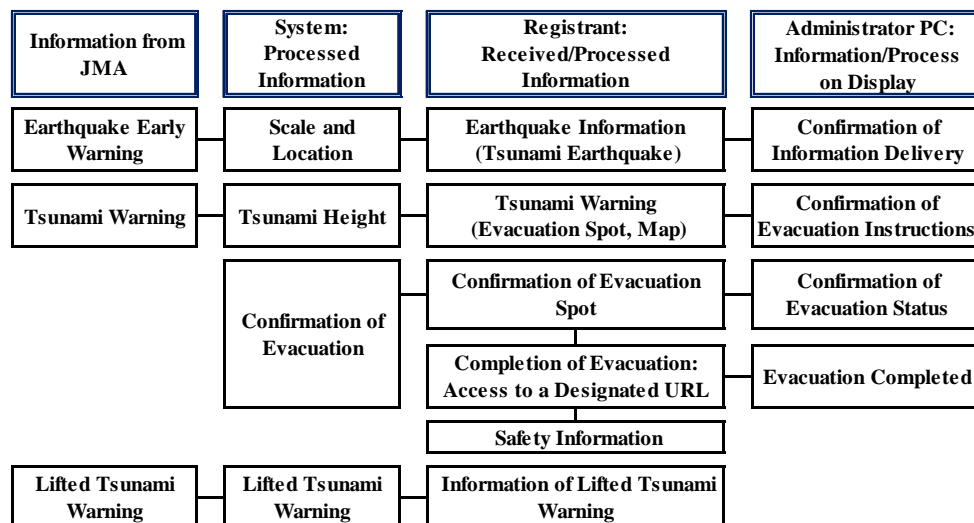 Information from
JMA
System:
Processed
Information
Registrant:
Received/Processed
Information
Administrator PC:
Information/Process
on Display
Earthquake Early
Warning
Scale and
Location
Earthquake Information
(Tsunami Earthquake)
Confirmation of
Information Delivery
Tsunami Warning
Tsunami Height
Tsunami Warning
(Evacuation Spot, Map)
Confirmation of
Evacuation Instructions
Confirmation of
Evacuation
Confirmation of Evacuation
Spot
Confirmation of
Evacuation Status
Completion of Evacuation:
Access to a Designated URL
Evacuation Completed
Safety Information
Lifted Tsunami
Warning
Lifted Tsunami
Warning
Information of Lifted Tsunami
Warning